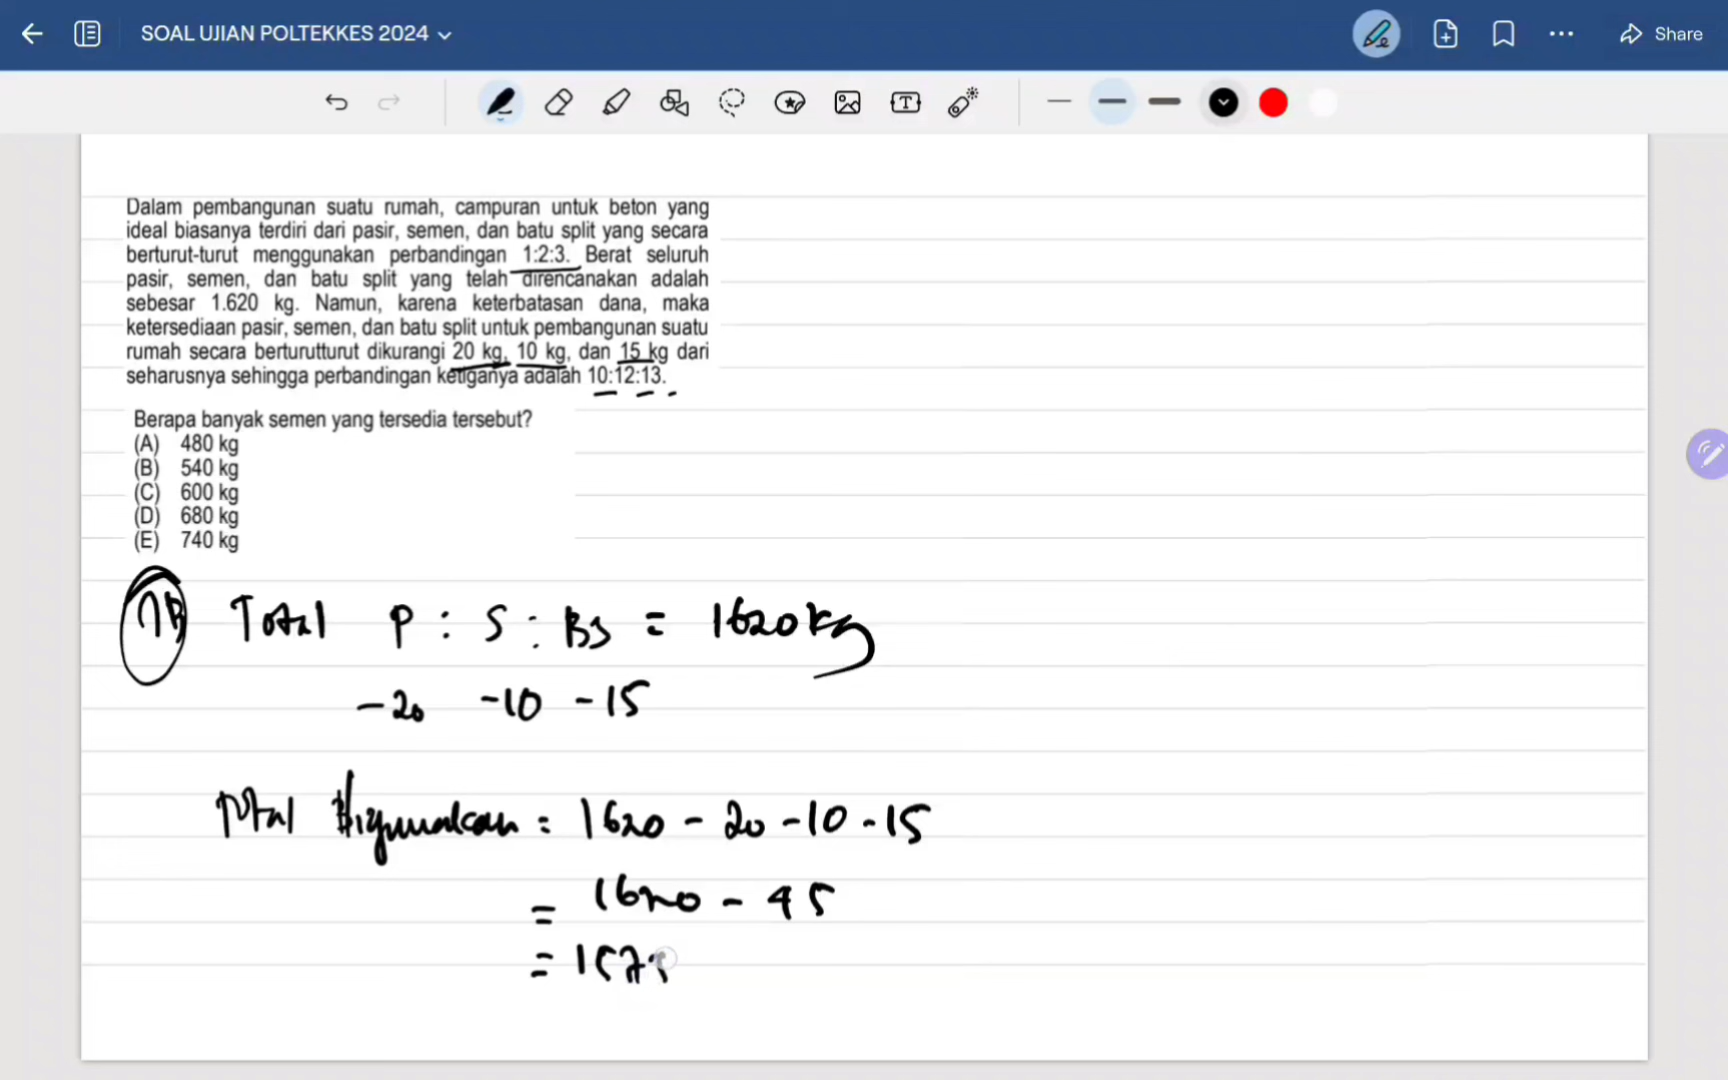 SOAL UJIAN POLTEKKES 2024
Share
Dalam pembangunan suatu rumah, campuran untuk beton yang
ideal biasanya terdiri dari pasir, semen, dan batu split yang secara
berturut-turut menggunakan perbandingan 1:2:3. Berat seluruh
pasir, semen, dan batu split yang telah direncanakan adalah
sebesar 1.620 kg. Namun, karena keterbatasan dana, maka
ketersediaan pasir, semen, dan batu split untuk pembangunan suatu
rumah secara berturutturut dikurangi 20 kg, 10 kg, dan 15 kg dari
seharusnya sehingga perbandingan ketiganya adalah 10:12:13.
Berapa banyak semen yang tersedia tersebut?
(A) 480 kg
(B) 540 kg
(C) 600 kg
(D) 680 kg
(E) 740 kg
Total P : S : BS = 1620 kg
-20 -10 -15
Total digunakan = 1620 - 20 - 10 - 15
= 1620 - 45
= 1575